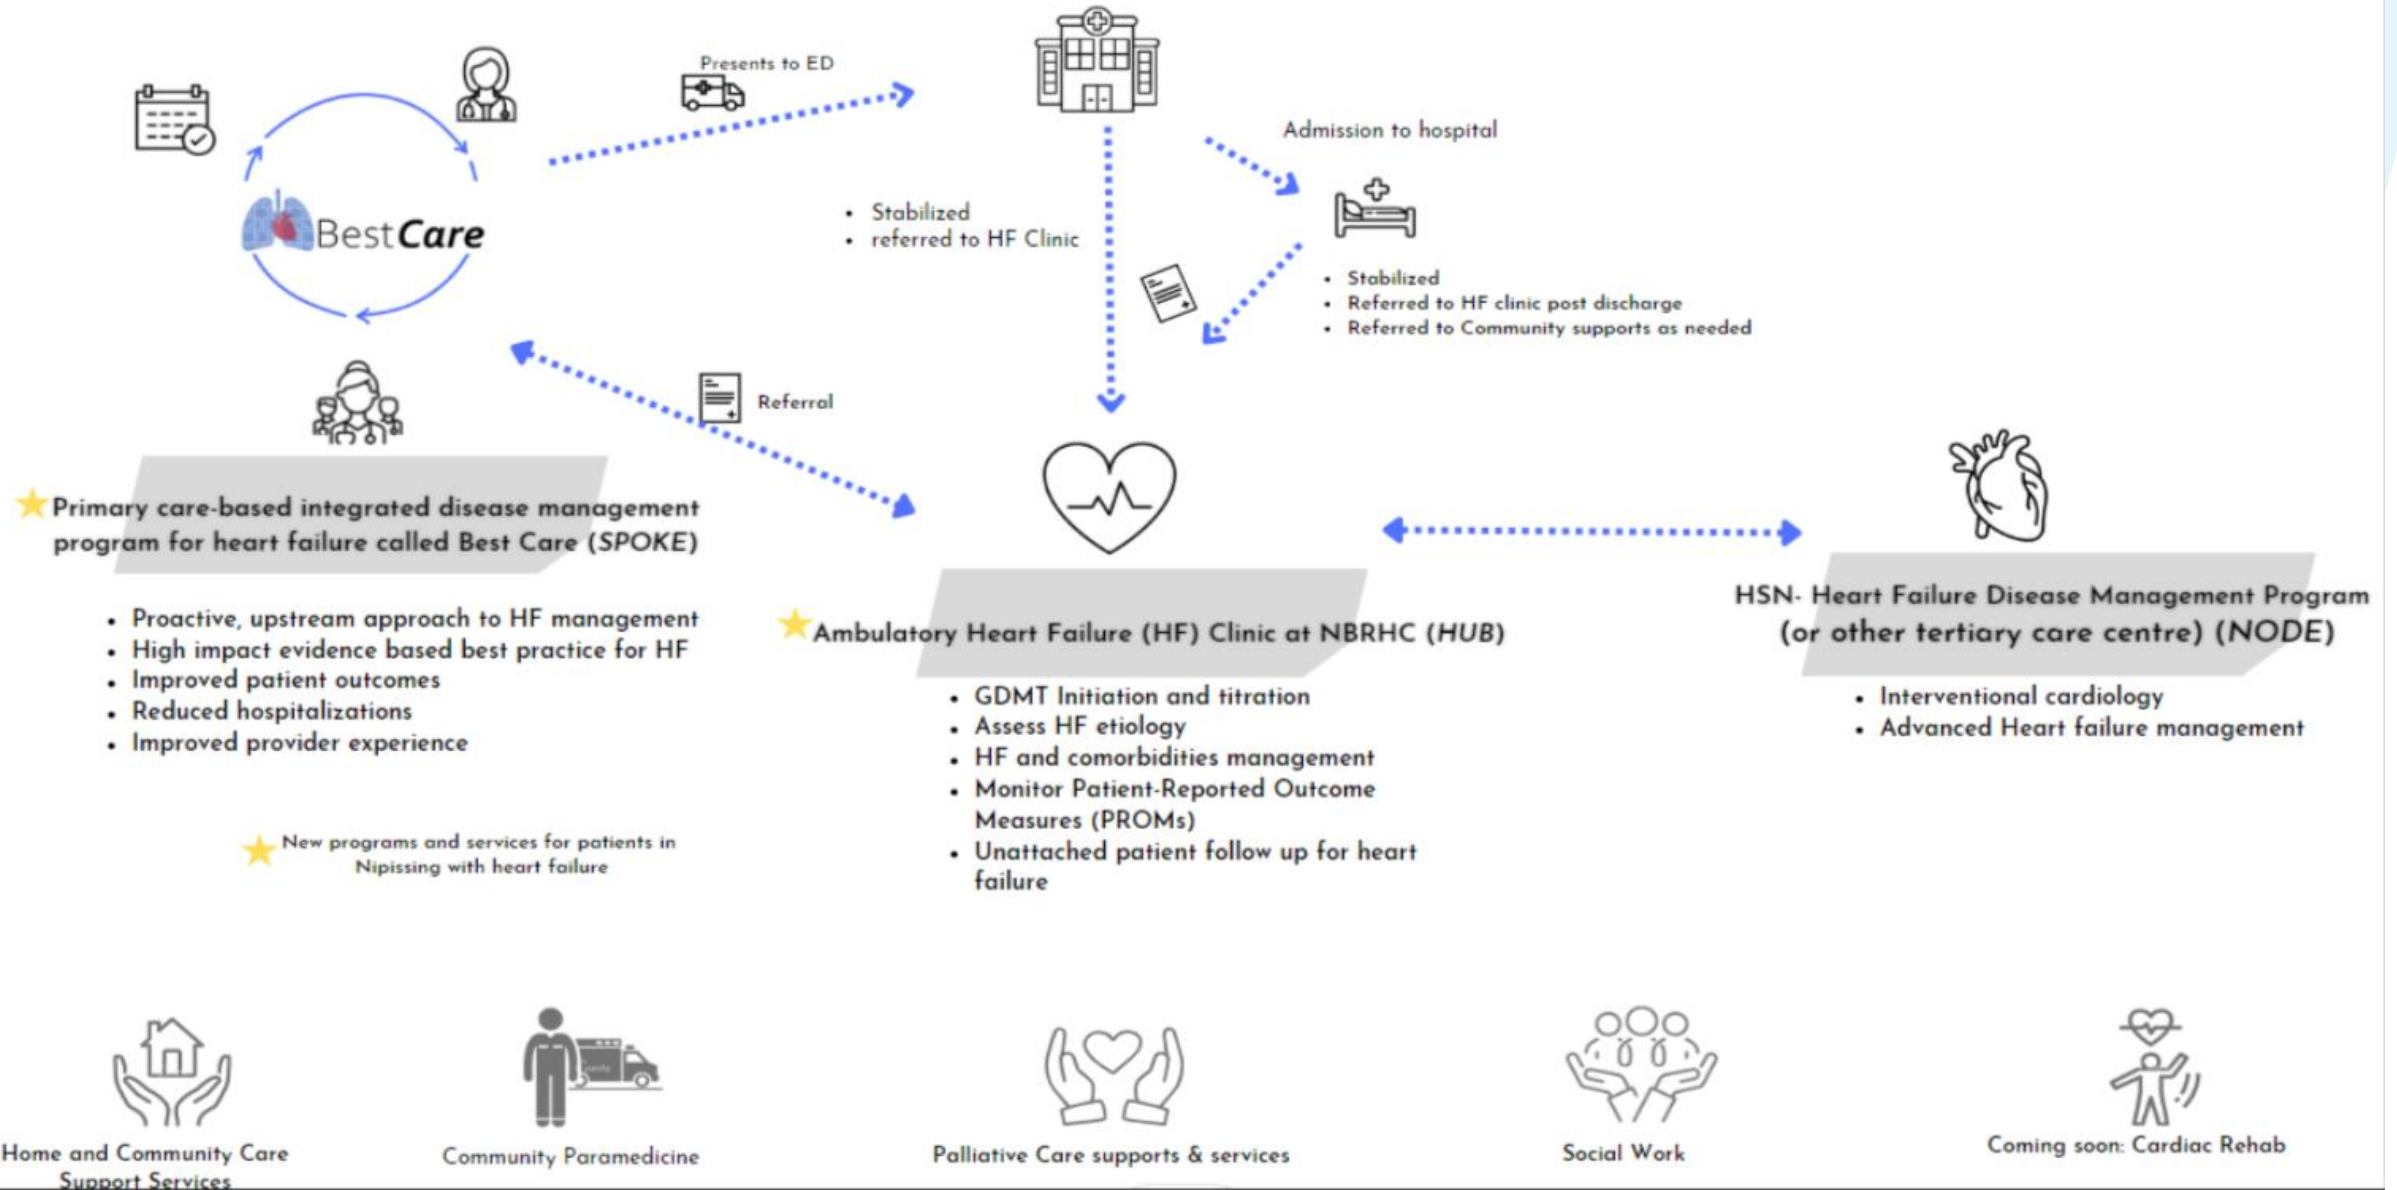 Presents to ED
Admission to hospital
• Stabilized
• referred to HF Clinic
BestCare
• Stabilized
• Referred to HF clinic post discharge
• Referred to Community supports as needed
Referral
Primary care-based integrated disease management
program for heart failure called Best Care (SPOKE)
• Proactive, upstream approach to HF management
• High impact evidence based best practice for HF
• Improved patient outcomes
• Reduced hospitalizations
• Improved provider experience
New programs and services for patients in
Nipissing with heart failure
Ambulatory Heart Failure (HF) Clinic at NBRHC (HUB)
• GDMT Initiation and titration
• Assess HF etiology
• HF and comorbidities management
• Monitor Patient-Reported Outcome
Measures (PROMs)
• Unattached patient follow up for heart
failure
HSN- Heart Failure Disease Management Program
(or other tertiary care centre) (NODE)
• Interventional cardiology
• Advanced Heart failure management
Home and Community Care
Support Services
Community Paramedicine
Palliative Care supports & services
Social Work
Coming soon: Cardiac Rehab